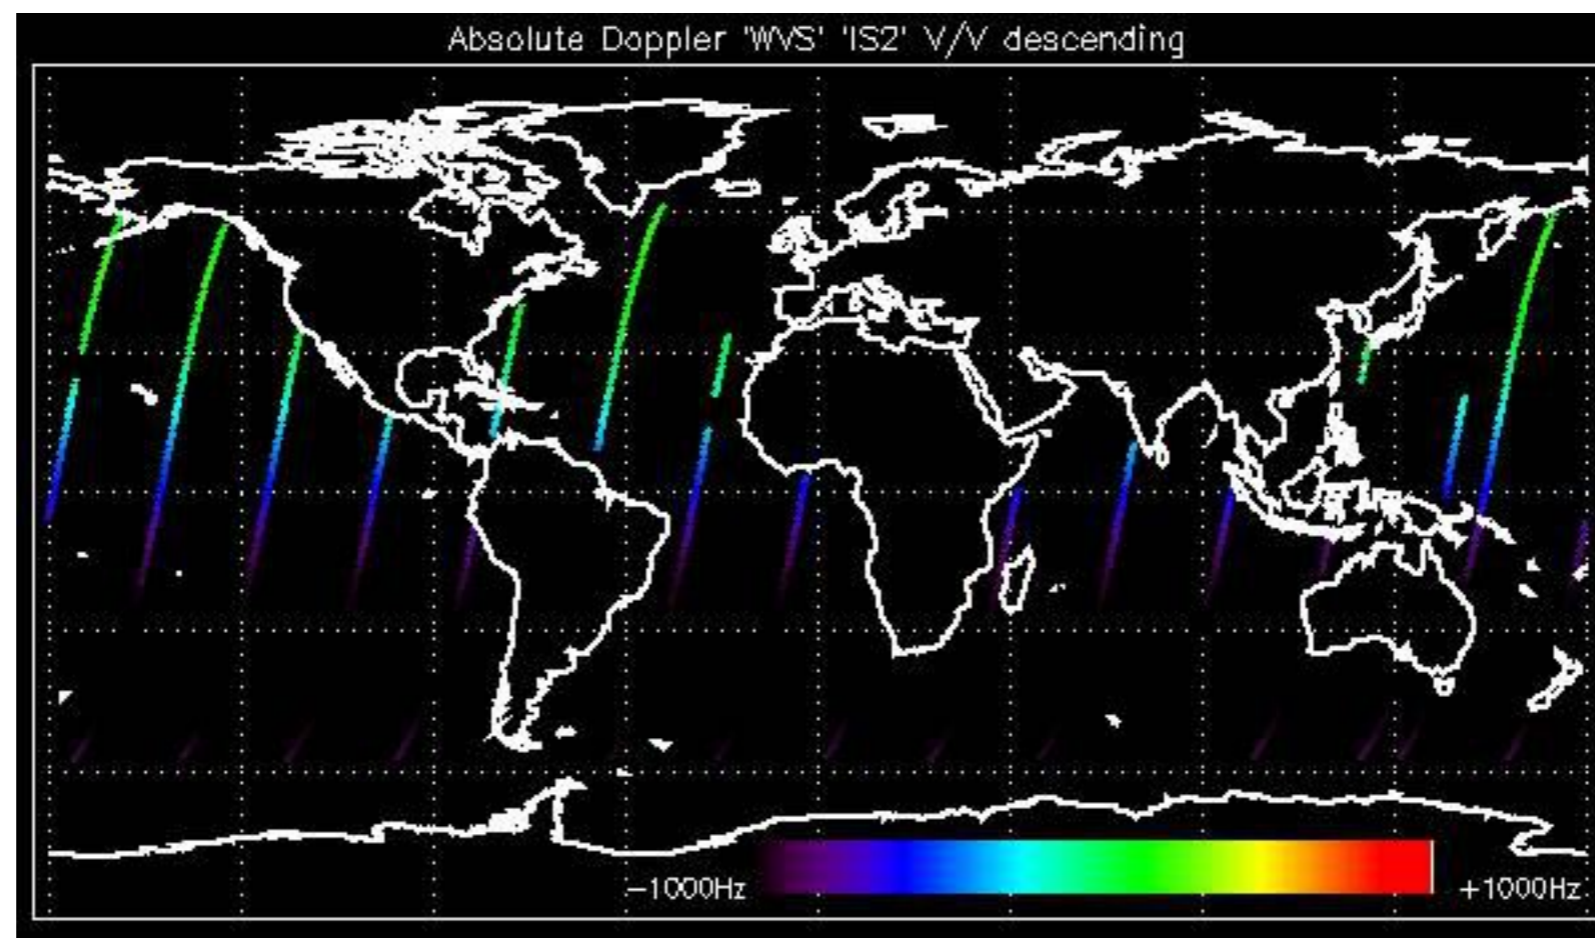 Absolute Doppler 'WVS' 'IS2' V/V descending
−1000Hz +1000Hz